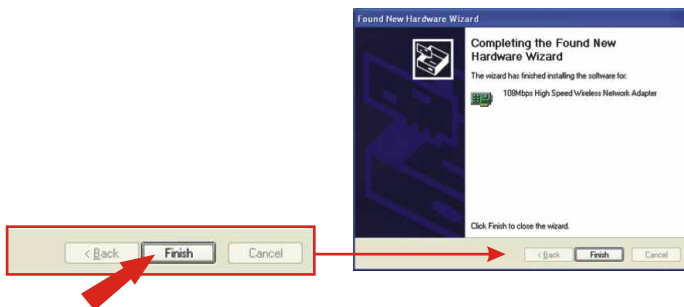 Found New Hardware Wizard
Completing the Found New
Hardware Wizard
The wizard has finished installing the software for:
108Mbps High Speed Wireless Network Adapter
Click Finish to close the wizard.
< Back Finish Cancel
< Back Finish Cancel